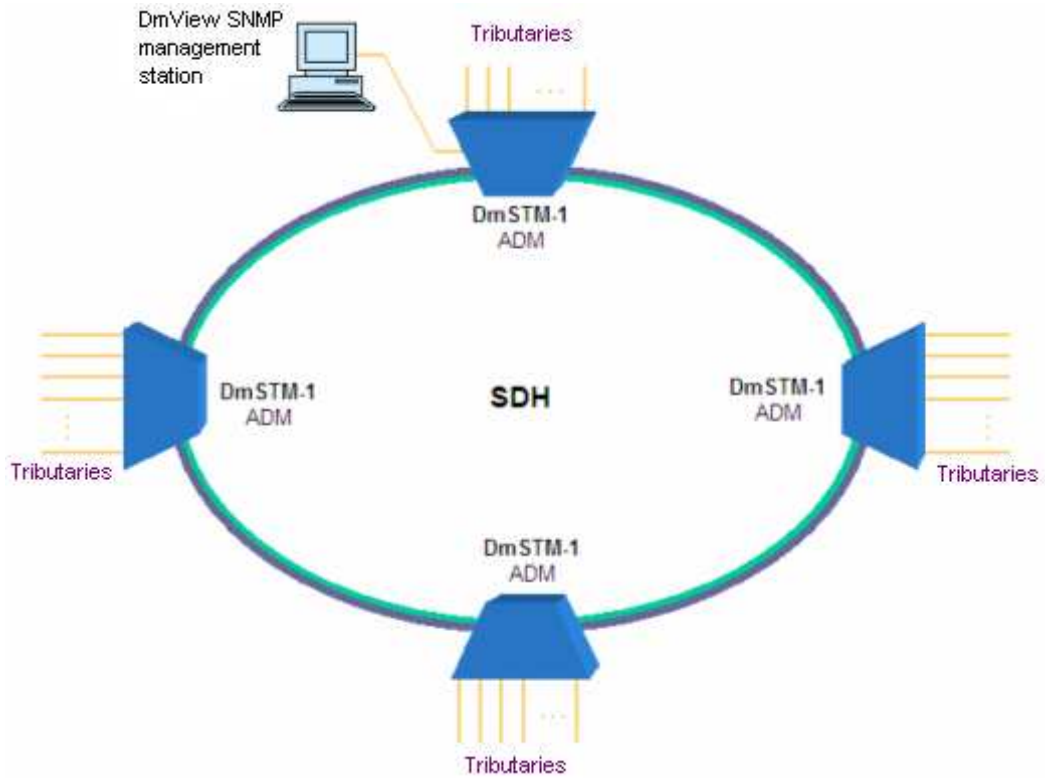 DmView SNMP
management
station
Tributaries
DmSTM-1
ADM
DmSTM-1
ADM
SDH
DmSTM-1
ADM
Tributaries
Tributaries
DmSTM-1
ADM
Tributaries